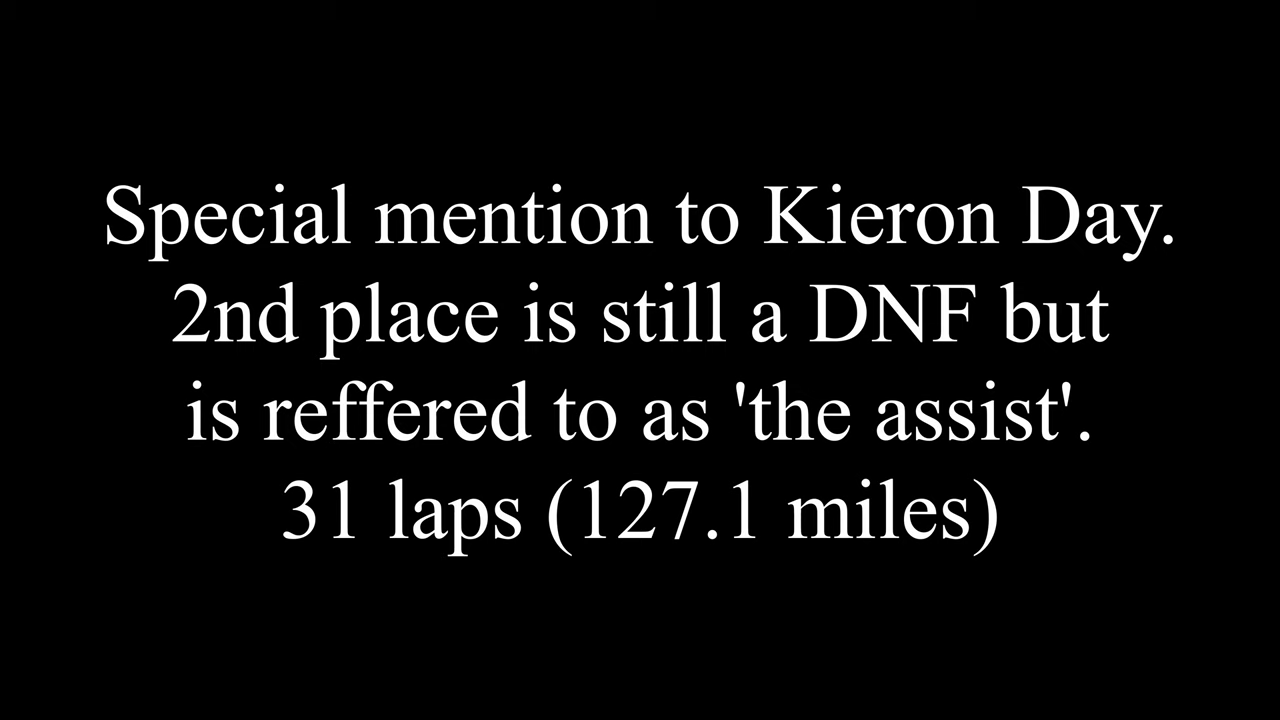 Special mention to Kieron Day.
2nd place is still a DNF but
is reffered to as 'the assist'.
31 laps (127.1 miles)